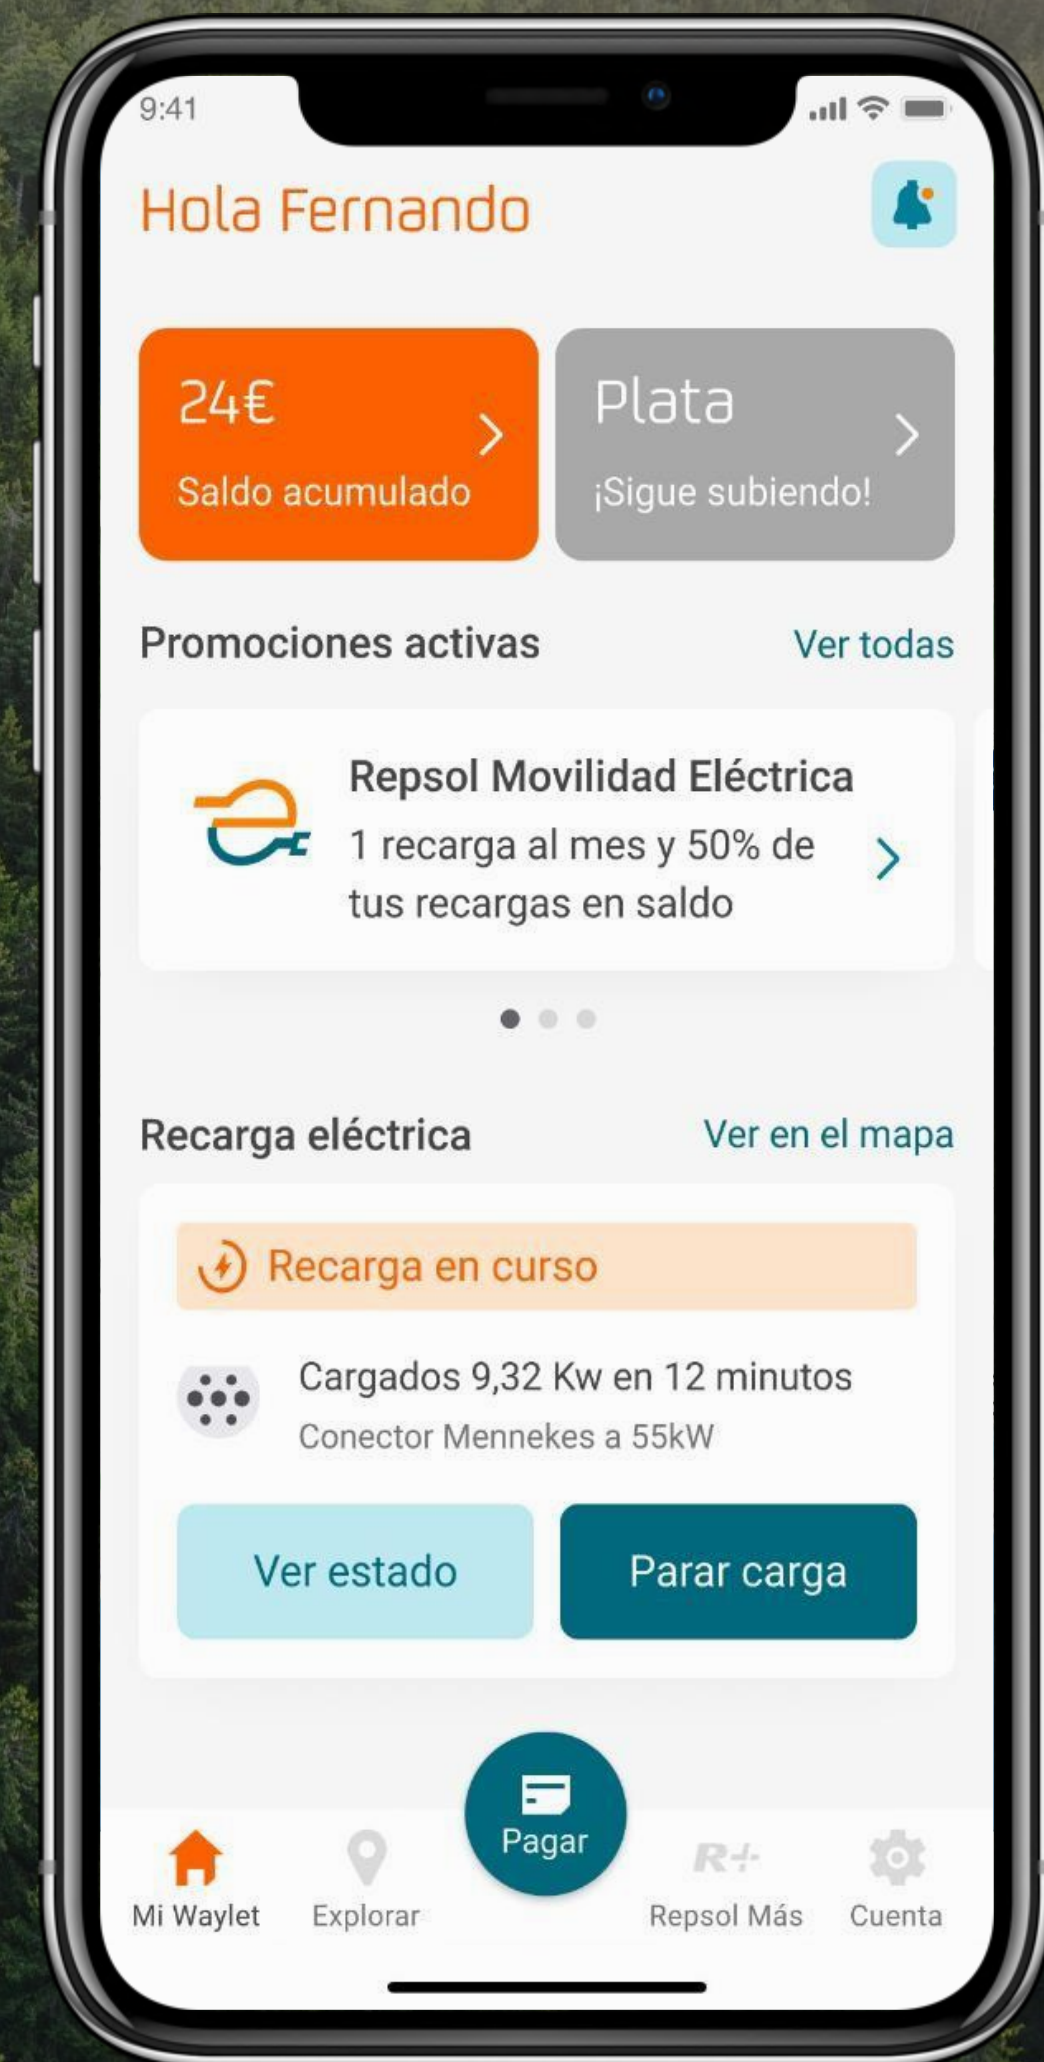 9:41
Hola Fernando
24€
Saldo acumulado
Plata
¡Sigue subiendo!
Promociones activas
Ver todas
Repsol Movilidad Eléctrica
1 recarga al mes y 50% de
tus recargas en saldo
Recarga eléctrica
Ver en el mapa
Recarga en curso
Cargados 9,32 Kw en 12 minutos
Conector Mennekes a 55kW
Ver estado
Parar carga
Pagar
R+
Mi Waylet
Explorar
Repsol Más
Cuenta